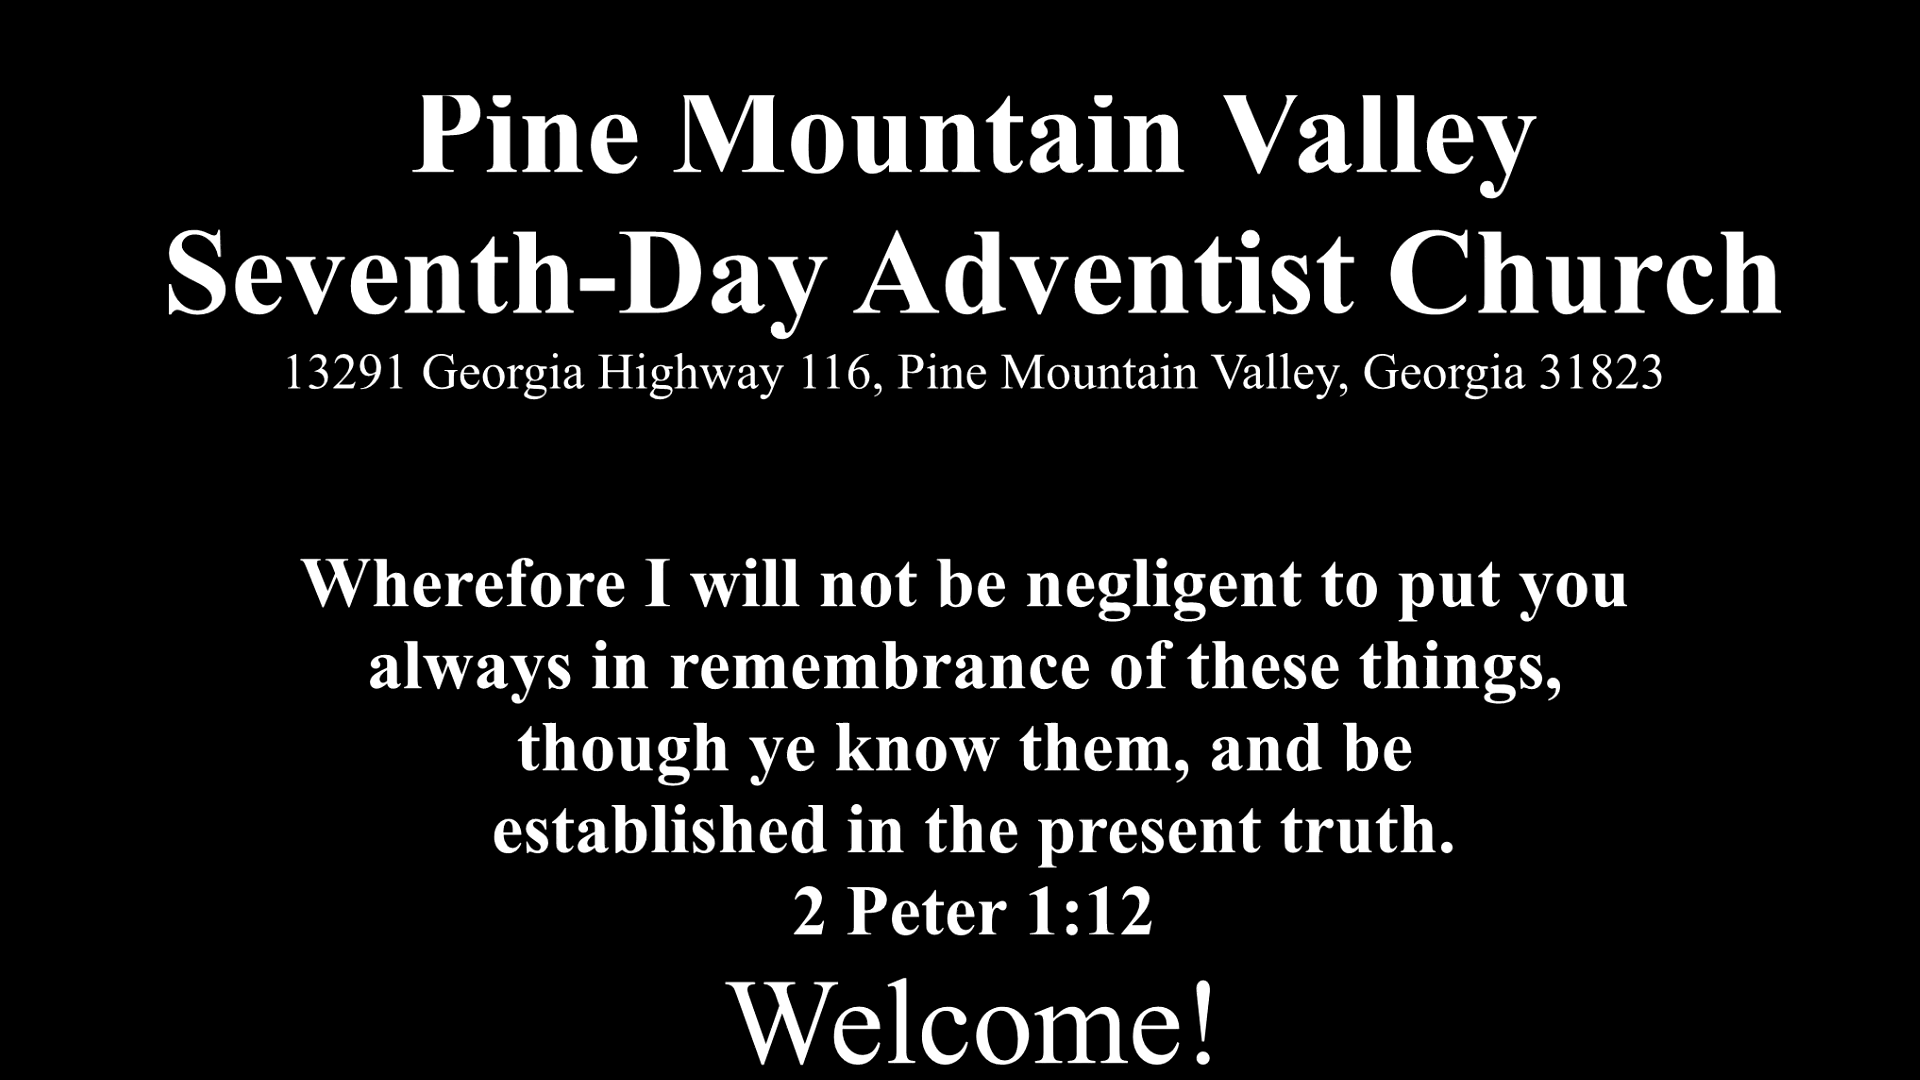 Pine Mountain Valley
Seventh-Day Adventist Church
13291 Georgia Highway 116, Pine Mountain Valley, Georgia 31823
Wherefore I will not be negligent to put you
always in remembrance of these things,
though ye know them, and be
established in the present truth.
2 Peter 1:12
Welcome!